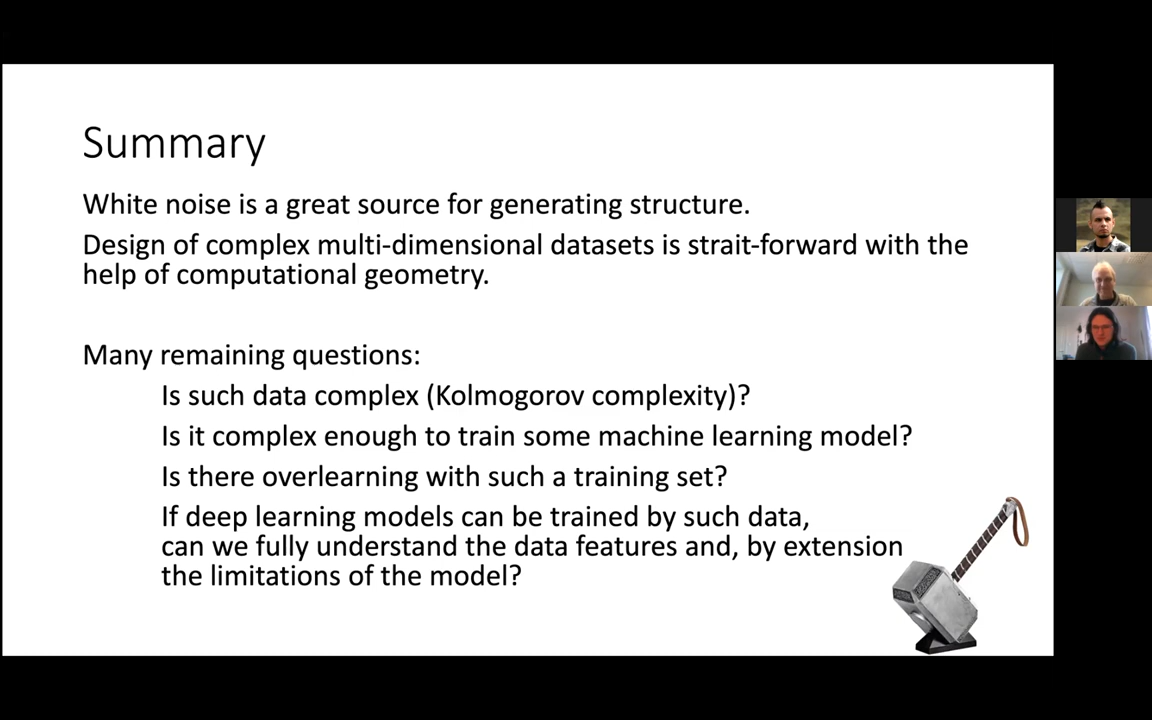 Summary
White noise is a great source for generating structure.
Design of complex multi-dimensional datasets is strait-forward with the
help of computational geometry.
Many remaining questions:
Is such data complex (Kolmogorov complexity)?
Is it complex enough to train some machine learning model?
Is there overlearning with such a training set?
If deep learning models can be trained by such data,
can we fully understand the data features and, by extension
the limitations of the model?